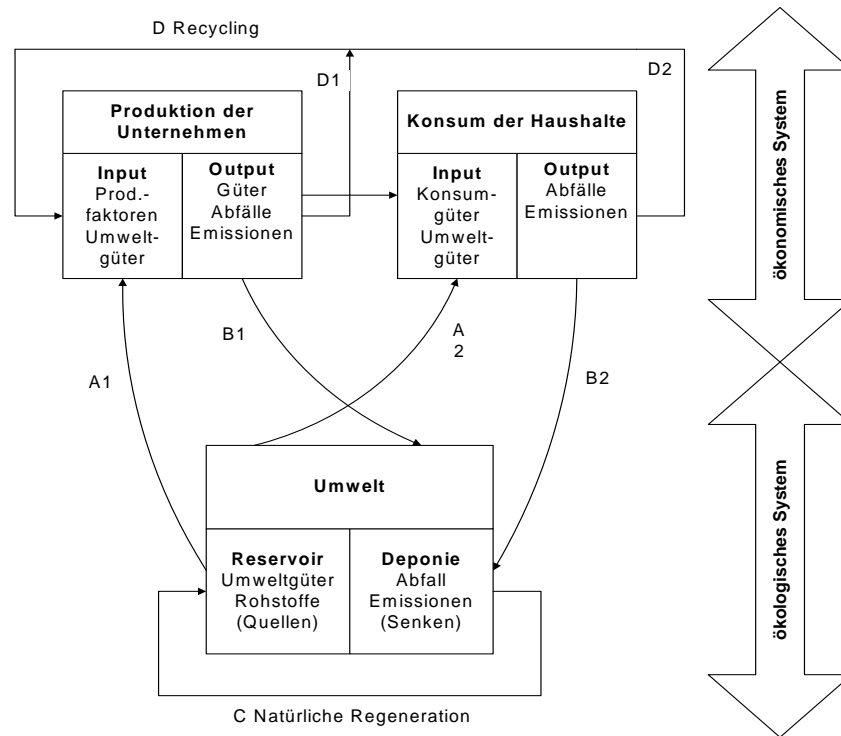 D Recycling
D1
D2
Produktion der
Unternehmen
Input
Prod.-
faktoren
Umwelt-
güter
Output
Güter
Abfälle
Emissionen
Konsum der Haushalte
Input
Konsum-
güter
Umwelt-
güter
Output
Abfälle
Emissionen
ökonomisches System
A1
B1
A
2
B2
Umwelt
Reservoir
Umweltgüter
Rohstoffe
(Quellen)
Deponie
Abfall
Emissionen
(Senken)
ökologisches System
C Natürliche Regeneration